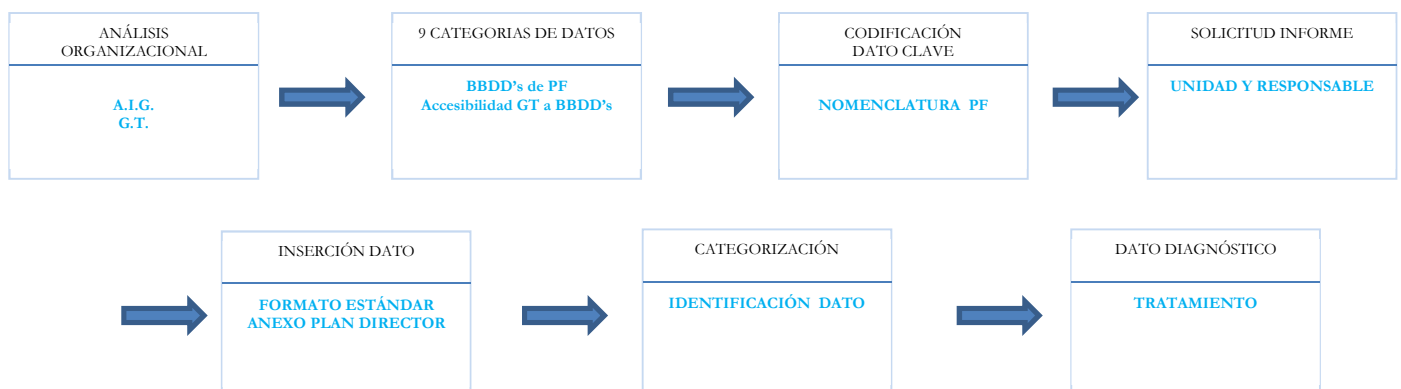 ANÁLISIS
ORGANIZACIONAL
A.I.G.
G.T.
9 CATEGORIAS DE DATOS
BBDD's de PF
Accesibilidad GT a BBDD's
CODIFICACIÓN
DATO CLAVE
NOMENCLATURA PF
SOLICITUD INFORME
UNIDAD Y RESPONSABLE
INSERCIÓN DATO
FORMATO ESTÁNDAR
ANEXO PLAN DIRECTOR
CATEGORIZACIÓN
IDENTIFICACIÓN DATO
DATO DIAGNÓSTICO
TRATAMIENTO